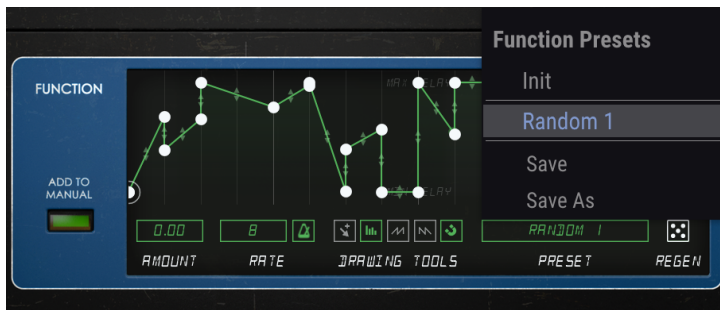 Function Presets
Init
Random 1
Save
Save As
FUNCTION
ADD TO
MANUAL
0.00
8
RANDOM 1
AMOUNT
RATE
DRAWING TOOLS
PRESET
REGEN